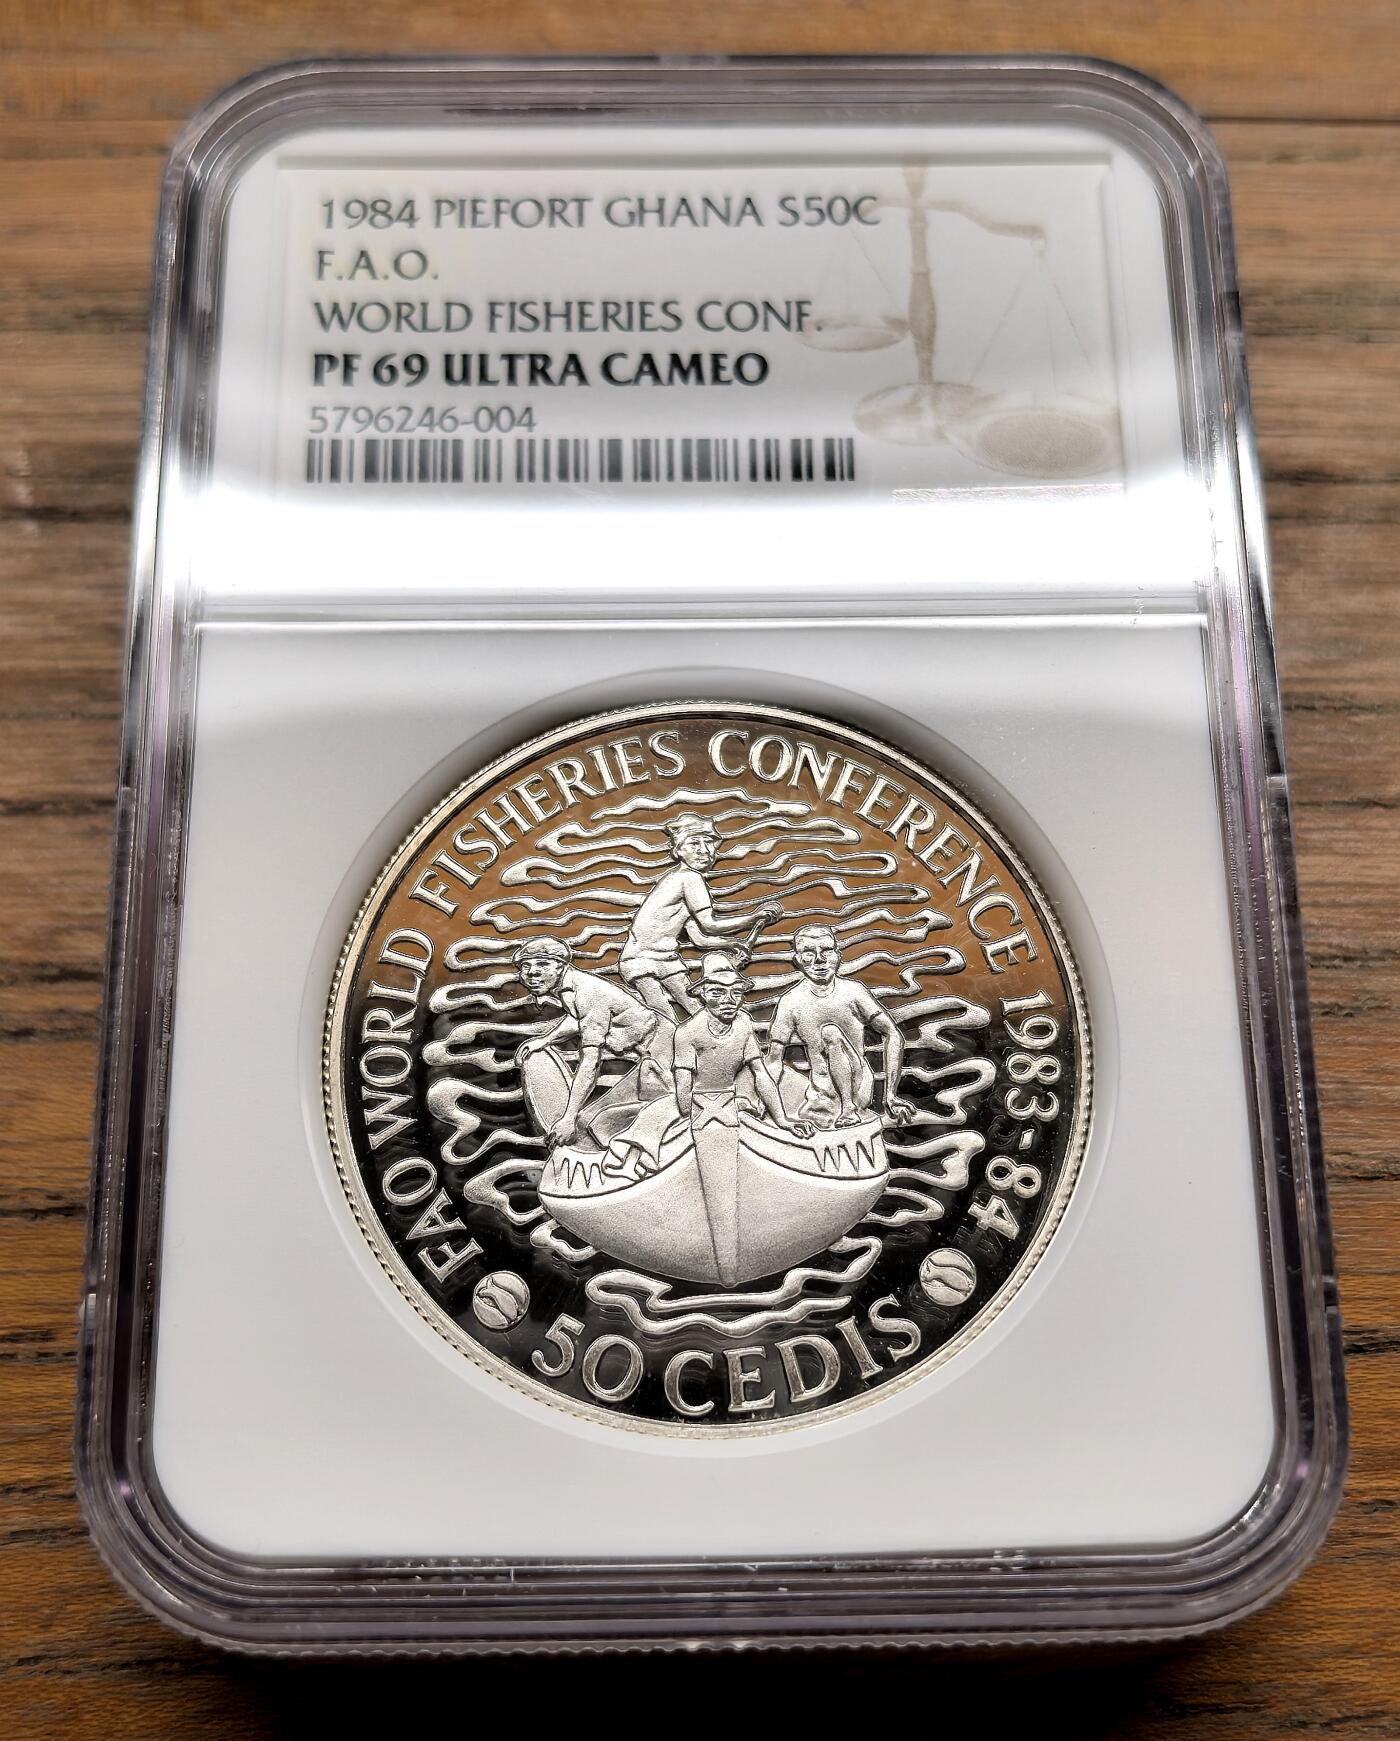 1984 PIEFORT GHANA S50C
F.A.O.
WORLD FISHERIES CONF.
PF 69 ULTRA CAMEO
5796246-004
FAO WORLD FISHERIES CONFERENCE 1983-84
50 CEDIS